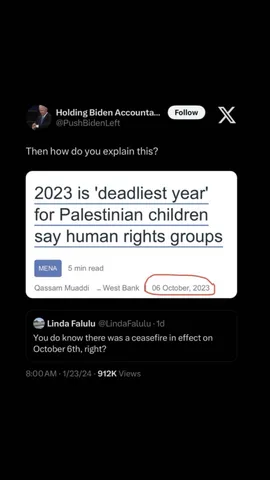 Holding Biden Accounta...
@PushBidenLeft
Follow
X
Then how do you explain this?
2023 is 'deadliest year'
for Palestinian children
say human rights groups
MENA
5 min read
Qassam Muaddi
.. West Bank
06 October, 2023
Linda Falulu @LindaFalulu · 1d
You do know there was a ceasefire in effect on
October 6th, right?
8:00 AM · 1/23/24 · 912K Views